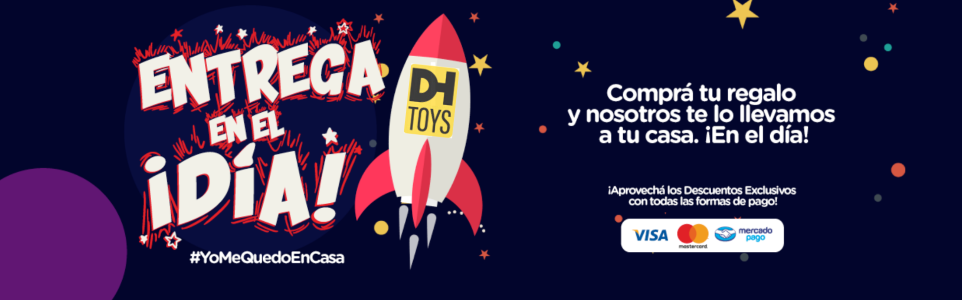 ENTREGA
EN EL
¡DÍA!
#YoMeQuedoEnCasa
DH
TOYS
Comprá tu regalo
y nosotros te lo llevamos
a tu casa. ¡En el día!
¡Aprovechá los Descuentos Exclusivos
con todas las formas de pago!
VISA
mastercard
mercado
pago